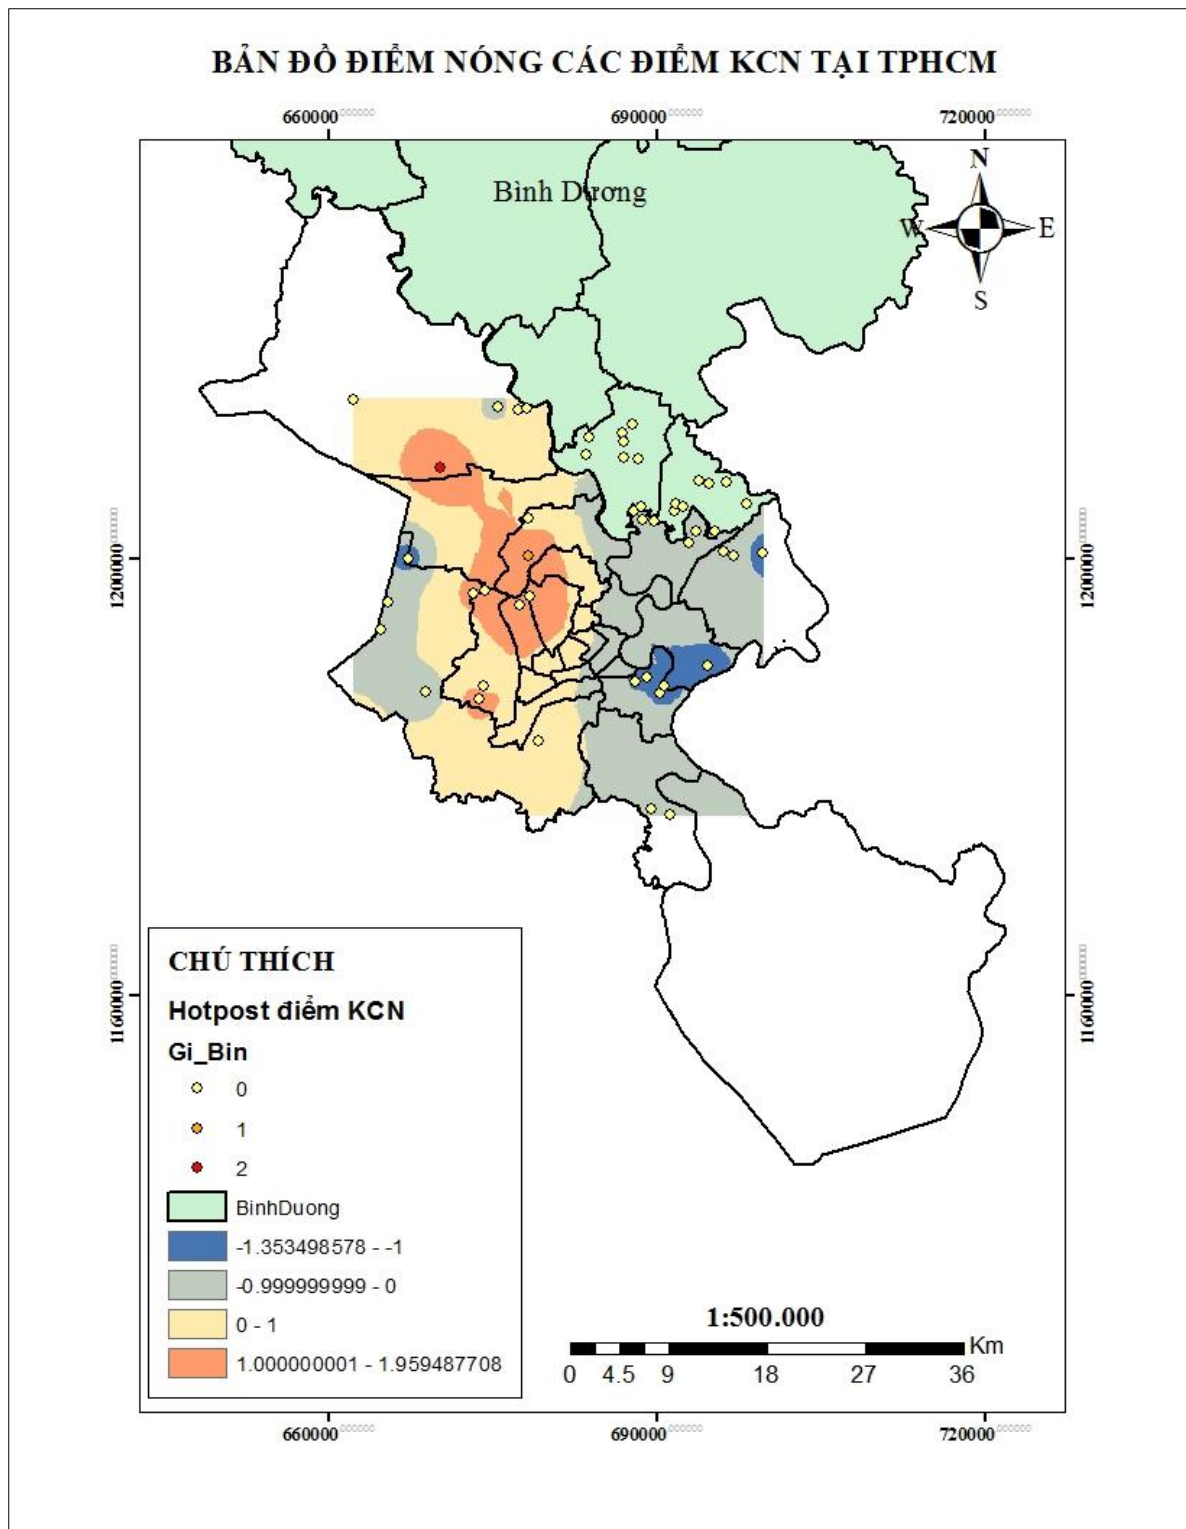 BẢN ĐỒ ĐIỂM NÓNG CÁC ĐIỂM KCN TẠI TPHCM
660000 690000 720000
N
Bình Dương
W E
S
1200000 1200000
1160000 1160000
CHÚ THÍCH
Hotpost điểm KCN
Gi_Bin
0
1
2
BinhDuong
-1.353498578 - -1
-0.999999999 - 0
0 - 1
1.000000001 - 1.959487708
1:500.000
Km
0 4.5 9 18 27 36
660000 690000 720000